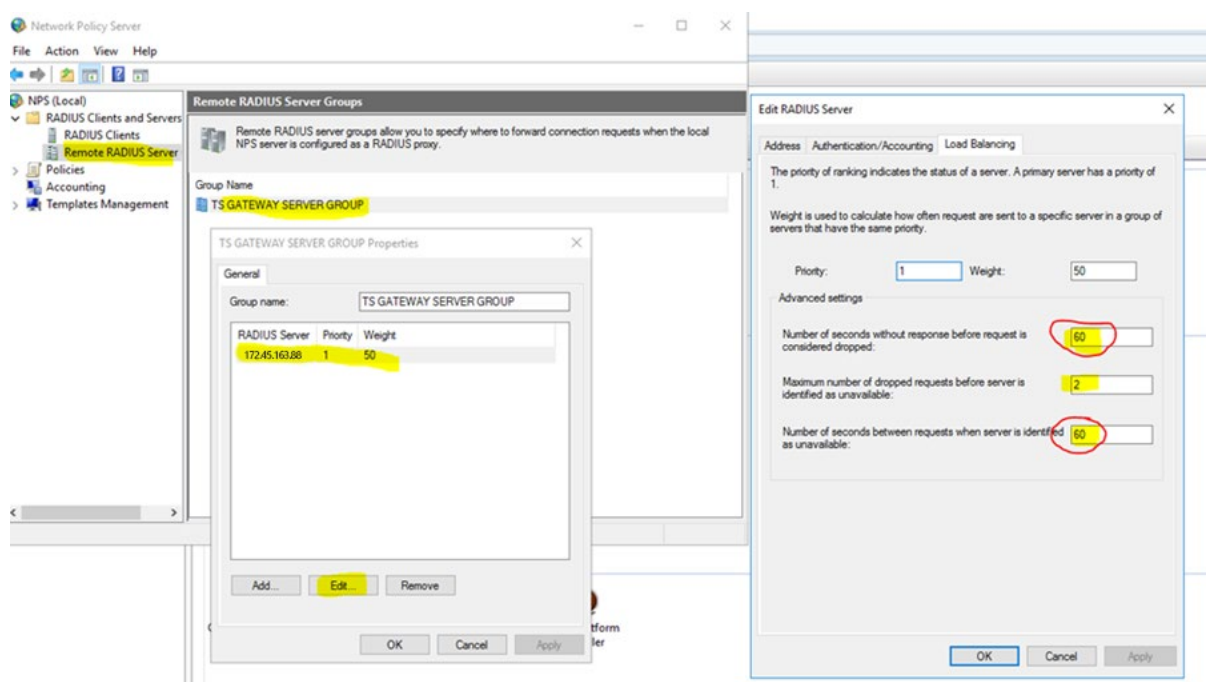 Network Policy Server
File Action View Help
NPS (Local)
RADIUS Clients and Servers
RADIUS Clients
Remote RADIUS Server
Policies
Accounting
Templates Management
Remote RADIUS Server Groups
Remote RADIUS server groups allow you to specify where to forward connection requests when the local
NPS server is configured as a RADIUS proxy.
Group Name
TS GATEWAY SERVER GROUP
TS GATEWAY SERVER GROUP Properties
General
Group name: TS GATEWAY SERVER GROUP
RADIUS Server Priority Weight
172.45.163.88 1 50
Add... Edit... Remove
OK Cancel Apply
tform
ler
Edit RADIUS Server
Address Authentication/Accounting Load Balancing
The priority of ranking indicates the status of a server. A primary server has a priority of
1.
Weight is used to calculate how often request are sent to a specific server in a group of
servers that have the same priority.
Priority: 1 Weight: 50
Advanced settings
Number of seconds without response before request is
considered dropped: 60
Maximum number of dropped requests before server is
identified as unavailable: 2
Number of seconds between requests when server is identified
as unavailable: 60
OK Cancel Apply